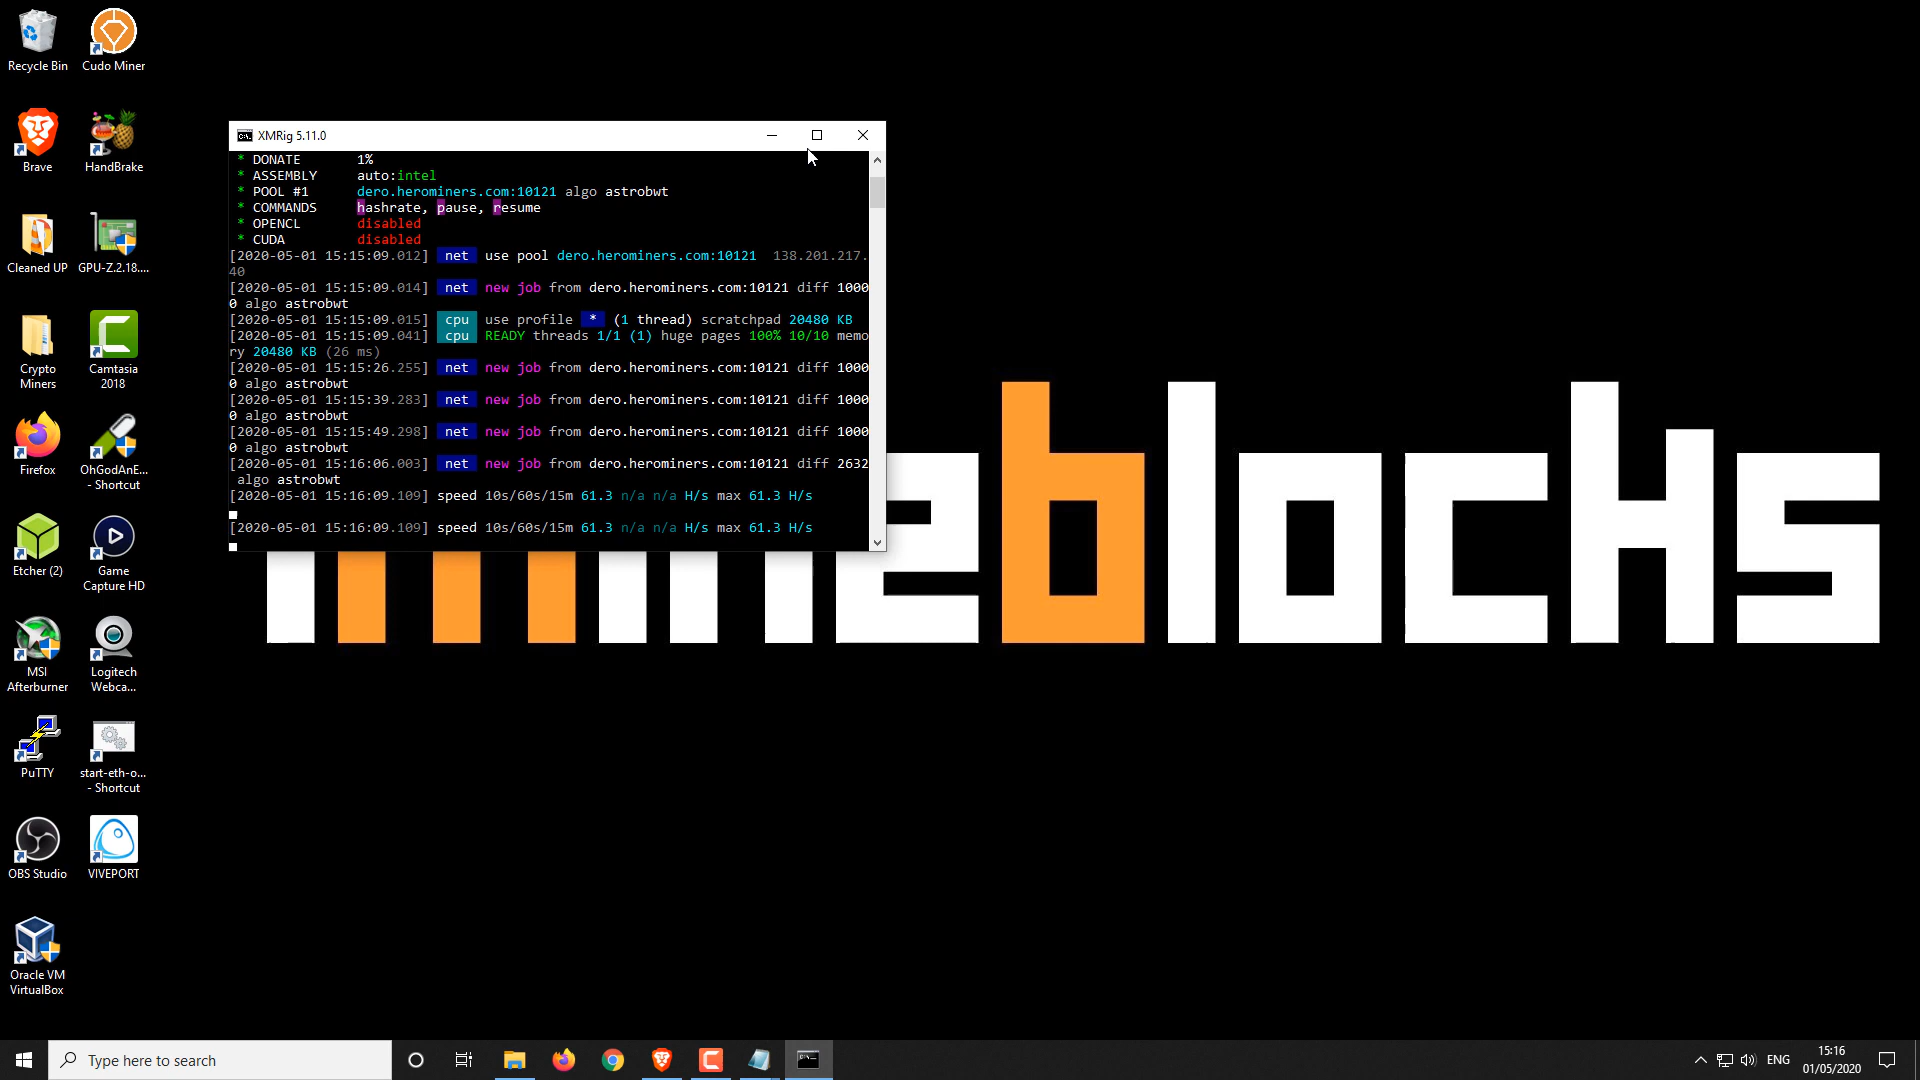 Recycle Bin
Cudo Miner
Brave
HandBrake
Cleaned UP
GPU-Z.2.18....
Crypto
Miners
Camtasia
2018
Firefox
OhGodAnE...
- Shortcut
Etcher (2)
Game
Capture HD
MSI
Afterburner
Logitech
Webca...
PuTTY
start-eth-o...
- Shortcut
OBS Studio
VIVEPORT
Oracle VM
VirtualBox
XMRig 5.11.0
* DONATE 1%
* ASSEMBLY auto:intel
* POOL #1 dero.herominers.com:10121 algo astrobwt
* COMMANDS hashrate, pause, resume
* OPENCL disabled
* CUDA disabled
[2020-05-01 15:15:09.012] net use pool dero.herominers.com:10121 138.201.217.
40
[2020-05-01 15:15:09.014] net new job from dero.herominers.com:10121 diff 1000
0 algo astrobwt
[2020-05-01 15:15:09.015] cpu use profile * (1 thread) scratchpad 20480 KB
[2020-05-01 15:15:09.041] cpu READY threads 1/1 (1) huge pages 100% 10/10 memo
ry 20480 KB (26 ms)
[2020-05-01 15:15:26.255] net new job from dero.herominers.com:10121 diff 1000
0 algo astrobwt
[2020-05-01 15:15:39.283] net new job from dero.herominers.com:10121 diff 1000
0 algo astrobwt
[2020-05-01 15:15:49.298] net new job from dero.herominers.com:10121 diff 1000
0 algo astrobwt
[2020-05-01 15:16:06.003] net new job from dero.herominers.com:10121 diff 2632
algo astrobwt
[2020-05-01 15:16:09.109] speed 10s/60s/15m 61.3 n/a n/a H/s max 61.3 H/s
[2020-05-01 15:16:09.109] speed 10s/60s/15m 61.3 n/a n/a H/s max 61.3 H/s
blocks
Type here to search
ENG
15:16
01/05/2020